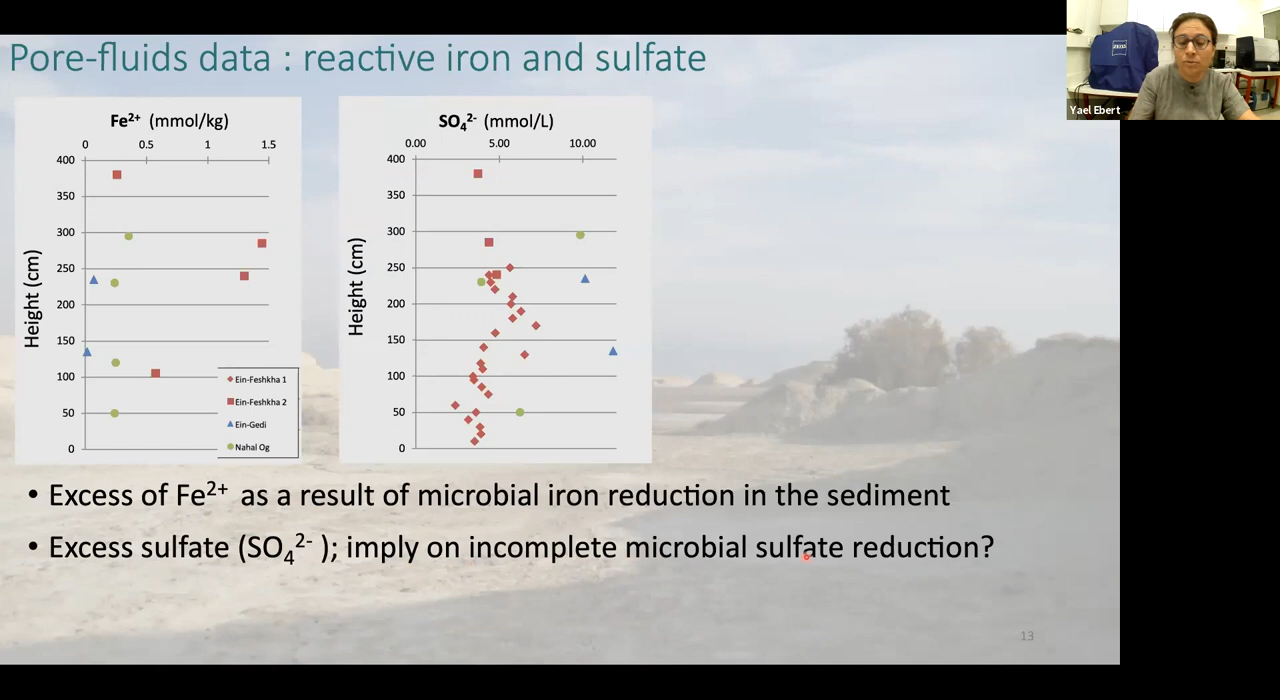 Pore-fluids data : reactive iron and sulfate
ZEISS
Yael Ebert
Fe²⁺ (mmol/kg)
0 0.5 1 1.5
400
350
300
250
200
150
100
50
0
Height (cm)
Ein-Feshkha 1
Ein-Feshkha 2
Ein-Gedi
Nahal Og
SO₄²⁻ (mmol/L)
0.00 5.00 10.00
400
350
300
250
200
150
100
50
0
Height (cm)
• Excess of Fe²⁺ as a result of microbial iron reduction in the sediment
• Excess sulfate (SO₄²⁻ ); imply on incomplete microbial sulfate reduction?
13